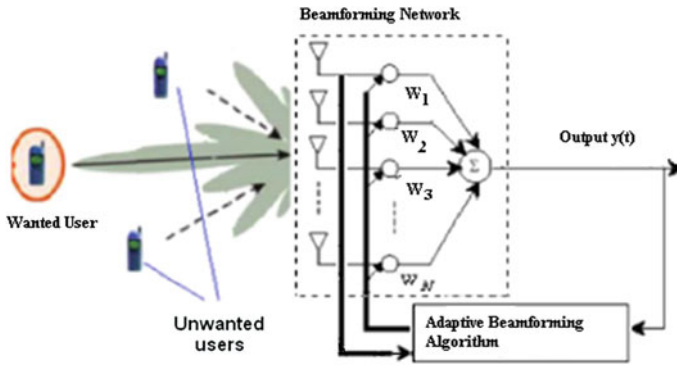 Beamforming Network
W1
W2
W3
WN
Σ
Output y(t)
Wanted User
Unwanted
users
Adaptive Beamforming
Algorithm